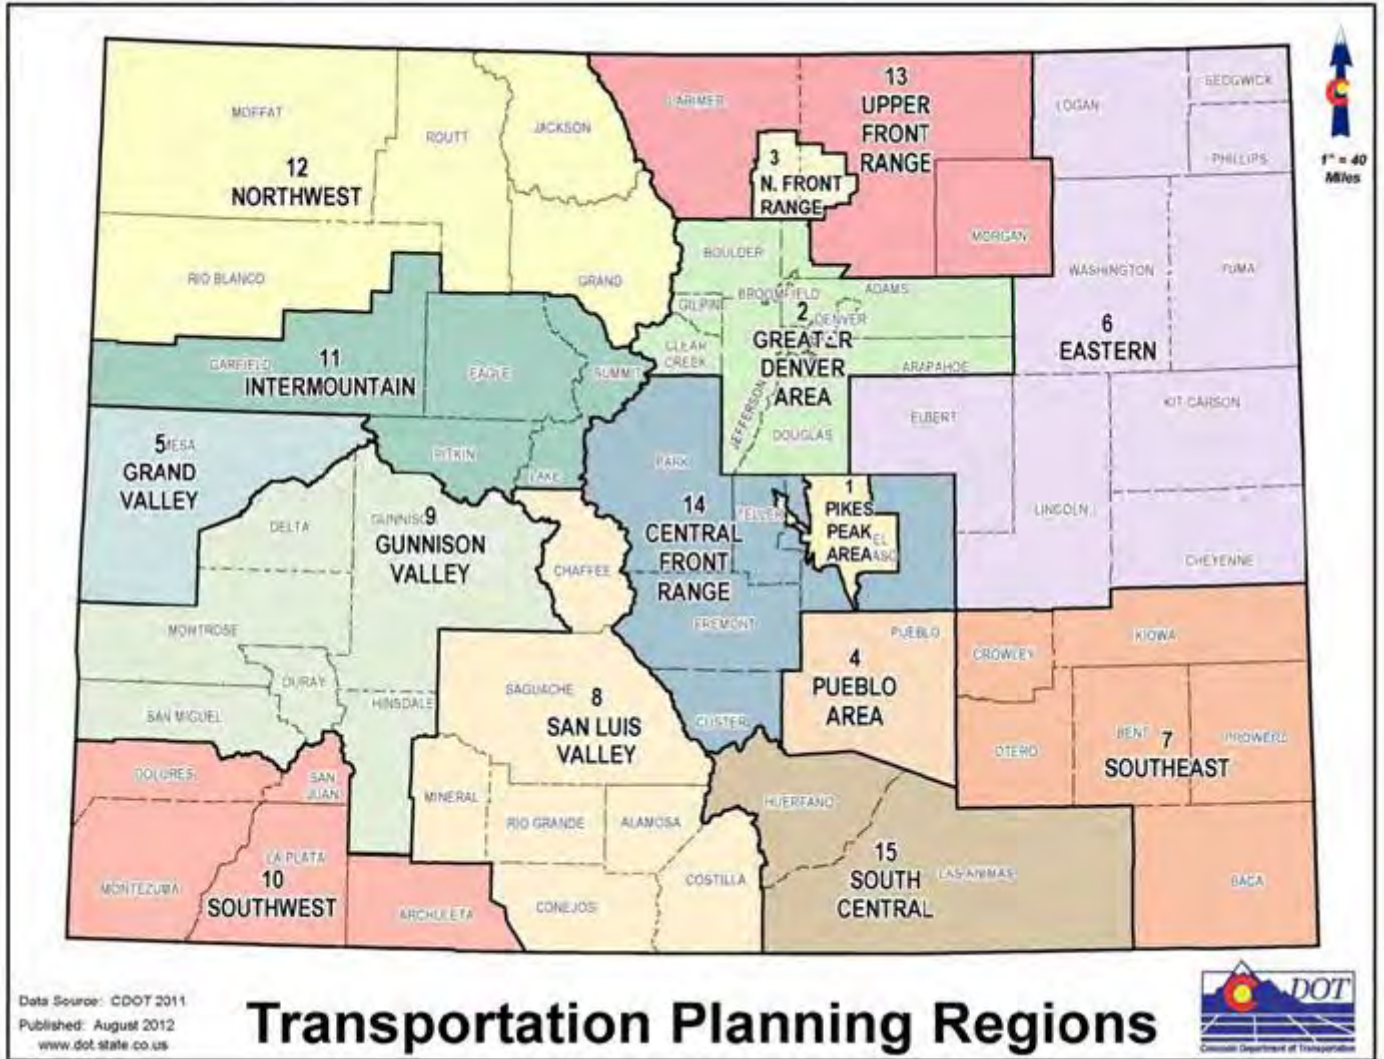 MOFFAT
ROUTT
JACKSON
12
NORTHWEST
RIO BLANCO
GRAND
LARIMER
13
UPPER
FRONT
RANGE
3
N. FRONT
RANGE
MORGAN
LOGAN
SEDGWICK
PHILLIPS
WASHINGTON
YUMA
6
EASTERN
KIT CARSON
ELBERT
LINCOLN
CHEYENNE
1" = 40
Miles
BOULDER
BROOMFIELD
ADAMS
GILPIN
2
DENVER
GREATER
DENVER
AREA
CLEAR
CREEK
ARAPAHOE
JEFFERSON
DOUGLAS
GARFIELD
11
INTERMOUNTAIN
EAGLE
SUMMIT
PITKIN
LAKE
5
MESA
GRAND
VALLEY
DELTA
GUNNISO
9
GUNNISON
VALLEY
MONTROSE
OURAY
SAN MIGUEL
HINSDALE
CHAFFEE
PARK
TELLER
14
CENTRAL
FRONT
RANGE
FREMONT
CUSTER
1
PIKES
PEAK
AREA
EL
ASO
4
PUEBLO
AREA
PUEBLO
CROWLEY
KIOWA
OTERO
BENT
PROWERS
7
SOUTHEAST
BACA
SAGUACHE
8
SAN LUIS
VALLEY
MINERAL
RIO GRANDE
ALAMOSA
CONEJOS
COSTILLA
HUERFANO
15
SOUTH
CENTRAL
LAS ANIMAS
DOLORES
SAN
JUAN
MONTEZUMA
LA PLATA
10
SOUTHWEST
ARCHULETA
Data Source: CDOT 2011
Published: August 2012
www.dot.state.co.us
Transportation Planning Regions
DOT
Colorado Department of Transportation